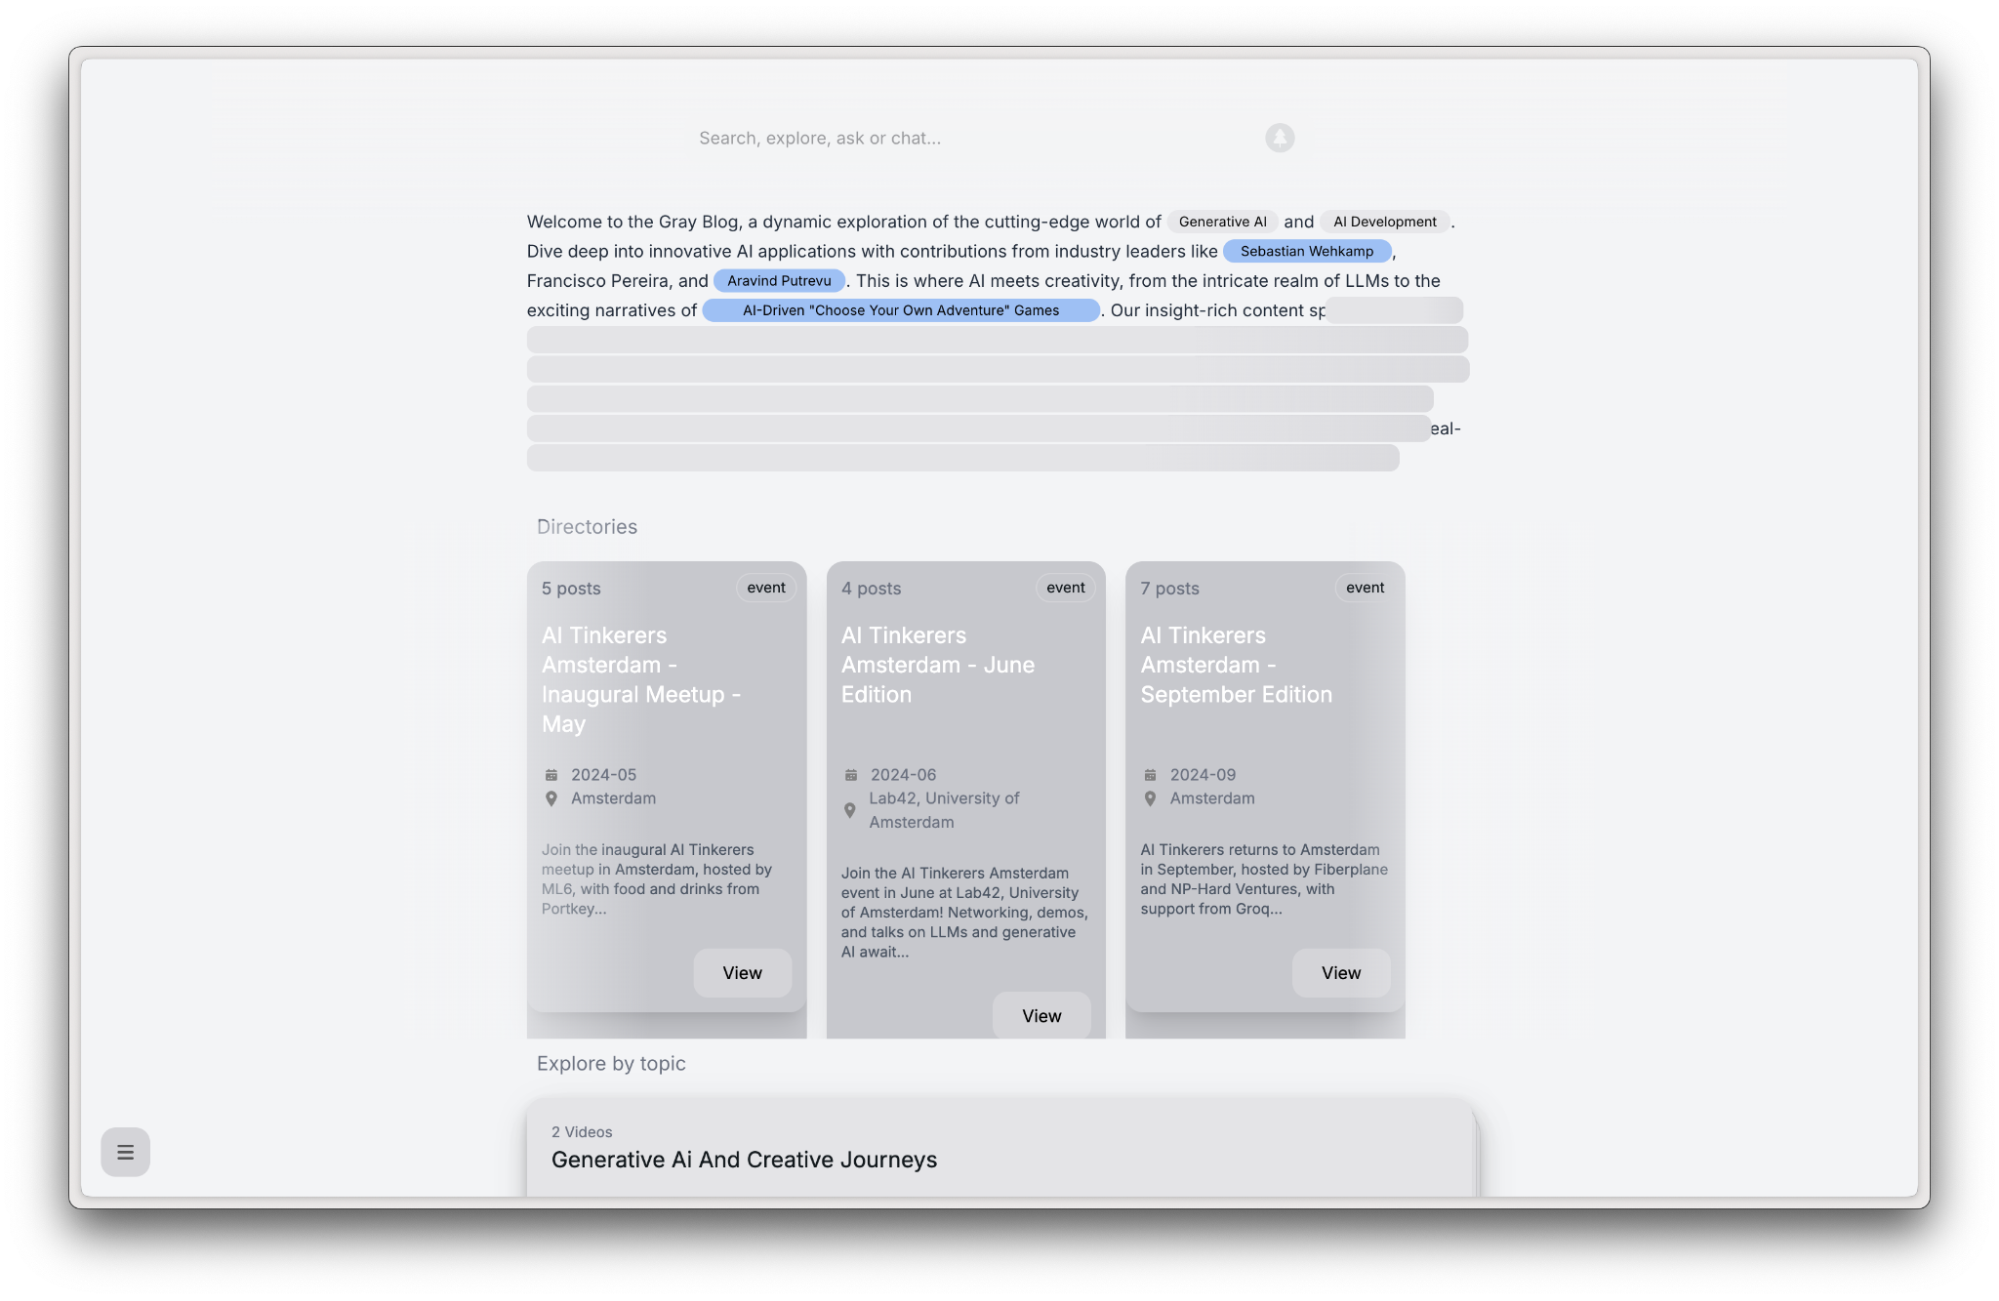 Search, explore, ask or chat...
Welcome to the Gray Blog, a dynamic exploration of the cutting-edge world of Generative AI and AI Development .
Dive deep into innovative AI applications with contributions from industry leaders like Sebastian Wehkamp ,
Francisco Pereira, and Aravind Putrevu . This is where AI meets creativity, from the intricate realm of LLMs to the
exciting narratives of AI-Driven "Choose Your Own Adventure" Games . Our insight-rich content sp
eal-
Directories
5 posts
event
AI Tinkerers
Amsterdam -
Inaugural Meetup -
May
2024-05
Amsterdam
Join the inaugural AI Tinkerers
meetup in Amsterdam, hosted by
ML6, with food and drinks from
Portkey...
View
4 posts
event
AI Tinkerers
Amsterdam - June
Edition
2024-06
Lab42, University of
Amsterdam
Join the AI Tinkerers Amsterdam
event in June at Lab42, University
of Amsterdam! Networking, demos,
and talks on LLMs and generative
AI await...
View
7 posts
event
AI Tinkerers
Amsterdam -
September Edition
2024-09
Amsterdam
AI Tinkerers returns to Amsterdam
in September, hosted by Fiberplane
and NP-Hard Ventures, with
support from Groq...
View
Explore by topic
2 Videos
Generative Ai And Creative Journeys